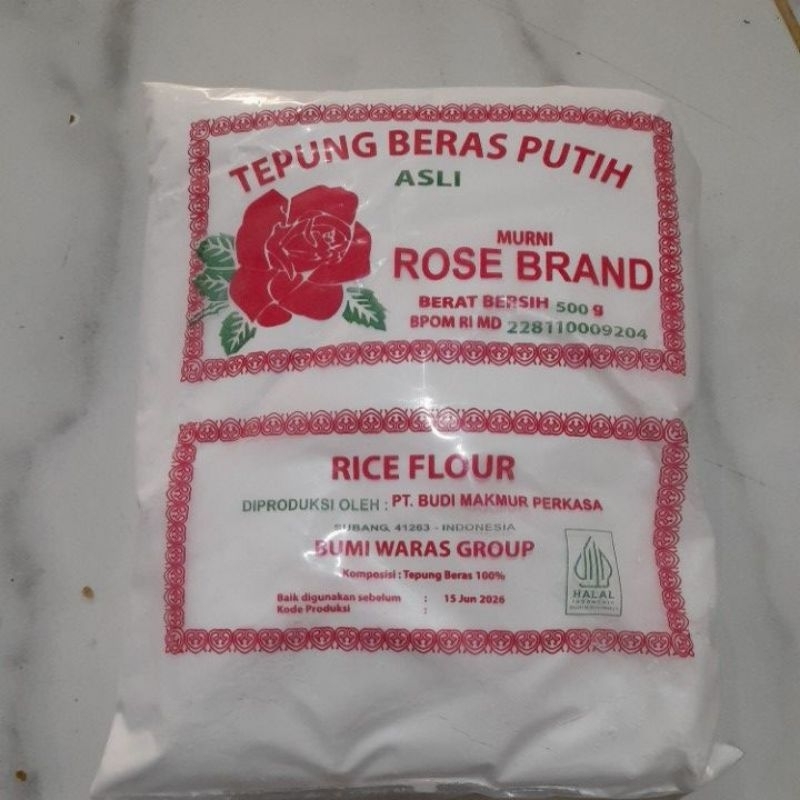 TEPUNG BERAS PUTIH
ASLI
MURNI
ROSE BRAND
BERAT BERSIH 500 g
BPOM RI MD 228110009204
RICE FLOUR
DIPRODUKSI OLEH : PT. BUDI MAKMUR PERKASA
SUBANG, 41263 - INDONESIA
BUMI WARAS GROUP
Komposisi : Tepung Beras 100%
Baik digunakan sebelum : 15 Jun 2026
Kode Produksi :
HALAL
INDONESIA